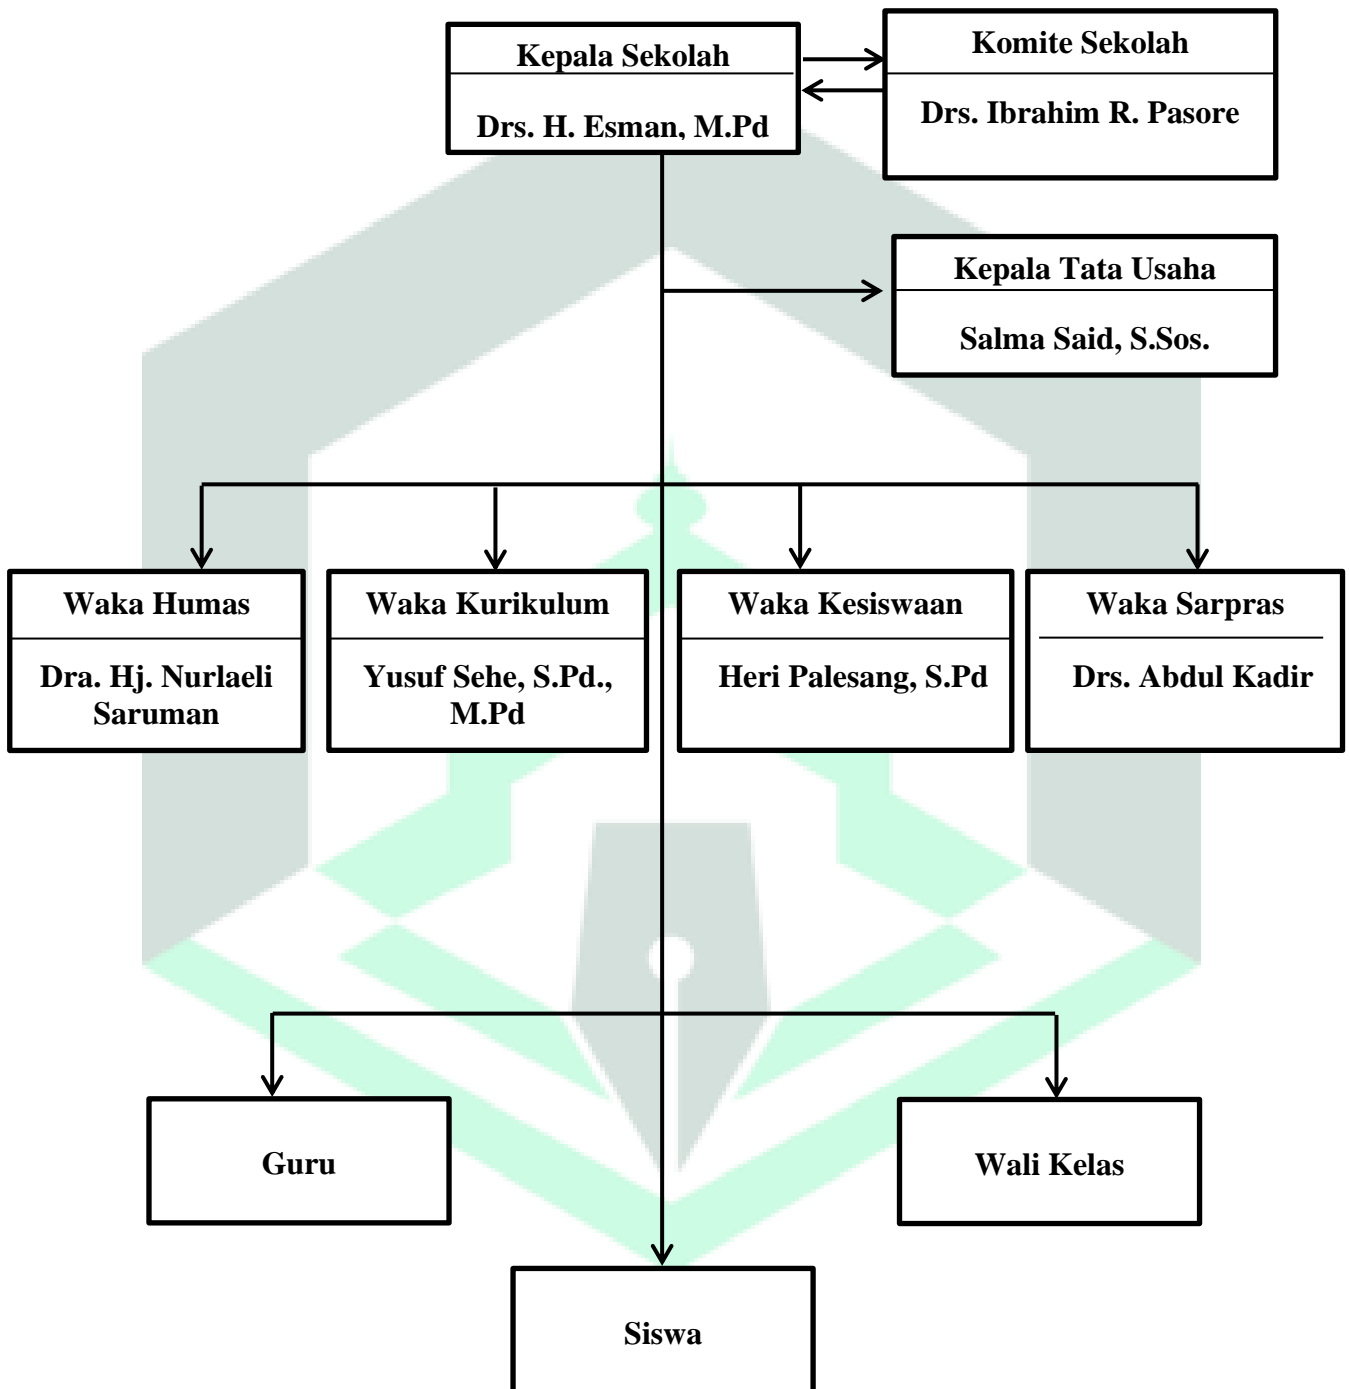 Kepala Sekolah
Drs. H. Esman, M.Pd
Komite Sekolah
Drs. Ibrahim R. Pasore
Kepala Tata Usaha
Salma Said, S.Sos.
Waka Humas
Dra. Hj. Nurlaeli
Saruman
Waka Kurikulum
Yusuf Sehe, S.Pd.,
M.Pd
Waka Kesiswaan
Heri Palesang, S.Pd
Waka Sarpras
Drs. Abdul Kadir
Guru
Wali Kelas
Siswa